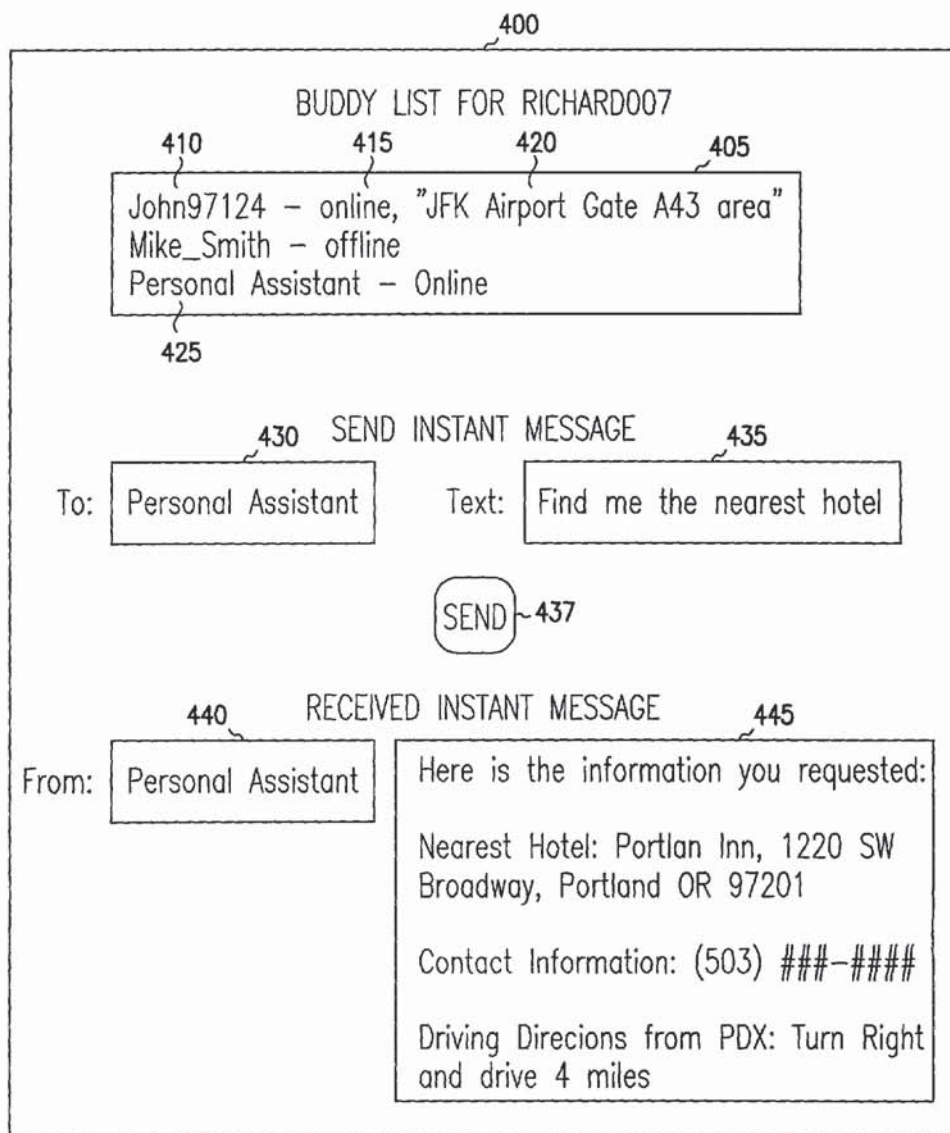 400
BUDDY LIST FOR RICHARD007
410 415 420 405
John97124 – online, "JFK Airport Gate A43 area"
Mike_Smith – offline
Personal Assistant – Online
425
SEND INSTANT MESSAGE
430 435
To: Personal Assistant Text: Find me the nearest hotel
SEND 437
RECEIVED INSTANT MESSAGE
440 445
From: Personal Assistant
Here is the information you requested:
Nearest Hotel: Portlan Inn, 1220 SW
Broadway, Portland OR 97201
Contact Information: (503) ###–####
Driving Direcions from PDX: Turn Right
and drive 4 miles